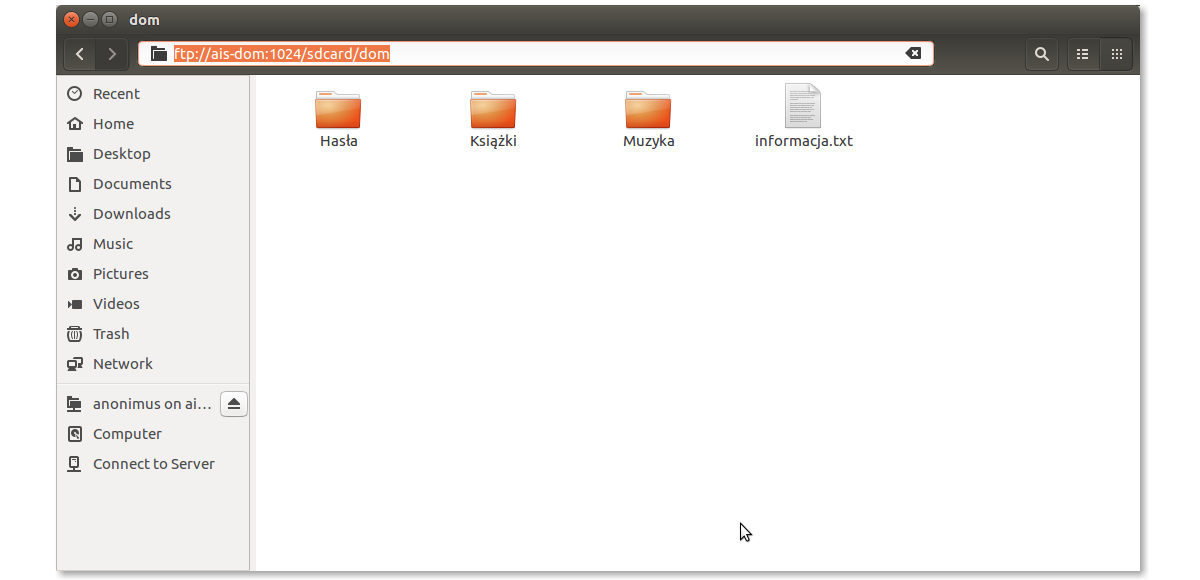 dom
ftp://ais-dom:1024/sdcard/dom
Recent
Home
Desktop
Documents
Downloads
Music
Pictures
Videos
Trash
Network
anonimus on ai...
Computer
Connect to Server
Hasła
Książki
Muzyka
informacja.txt